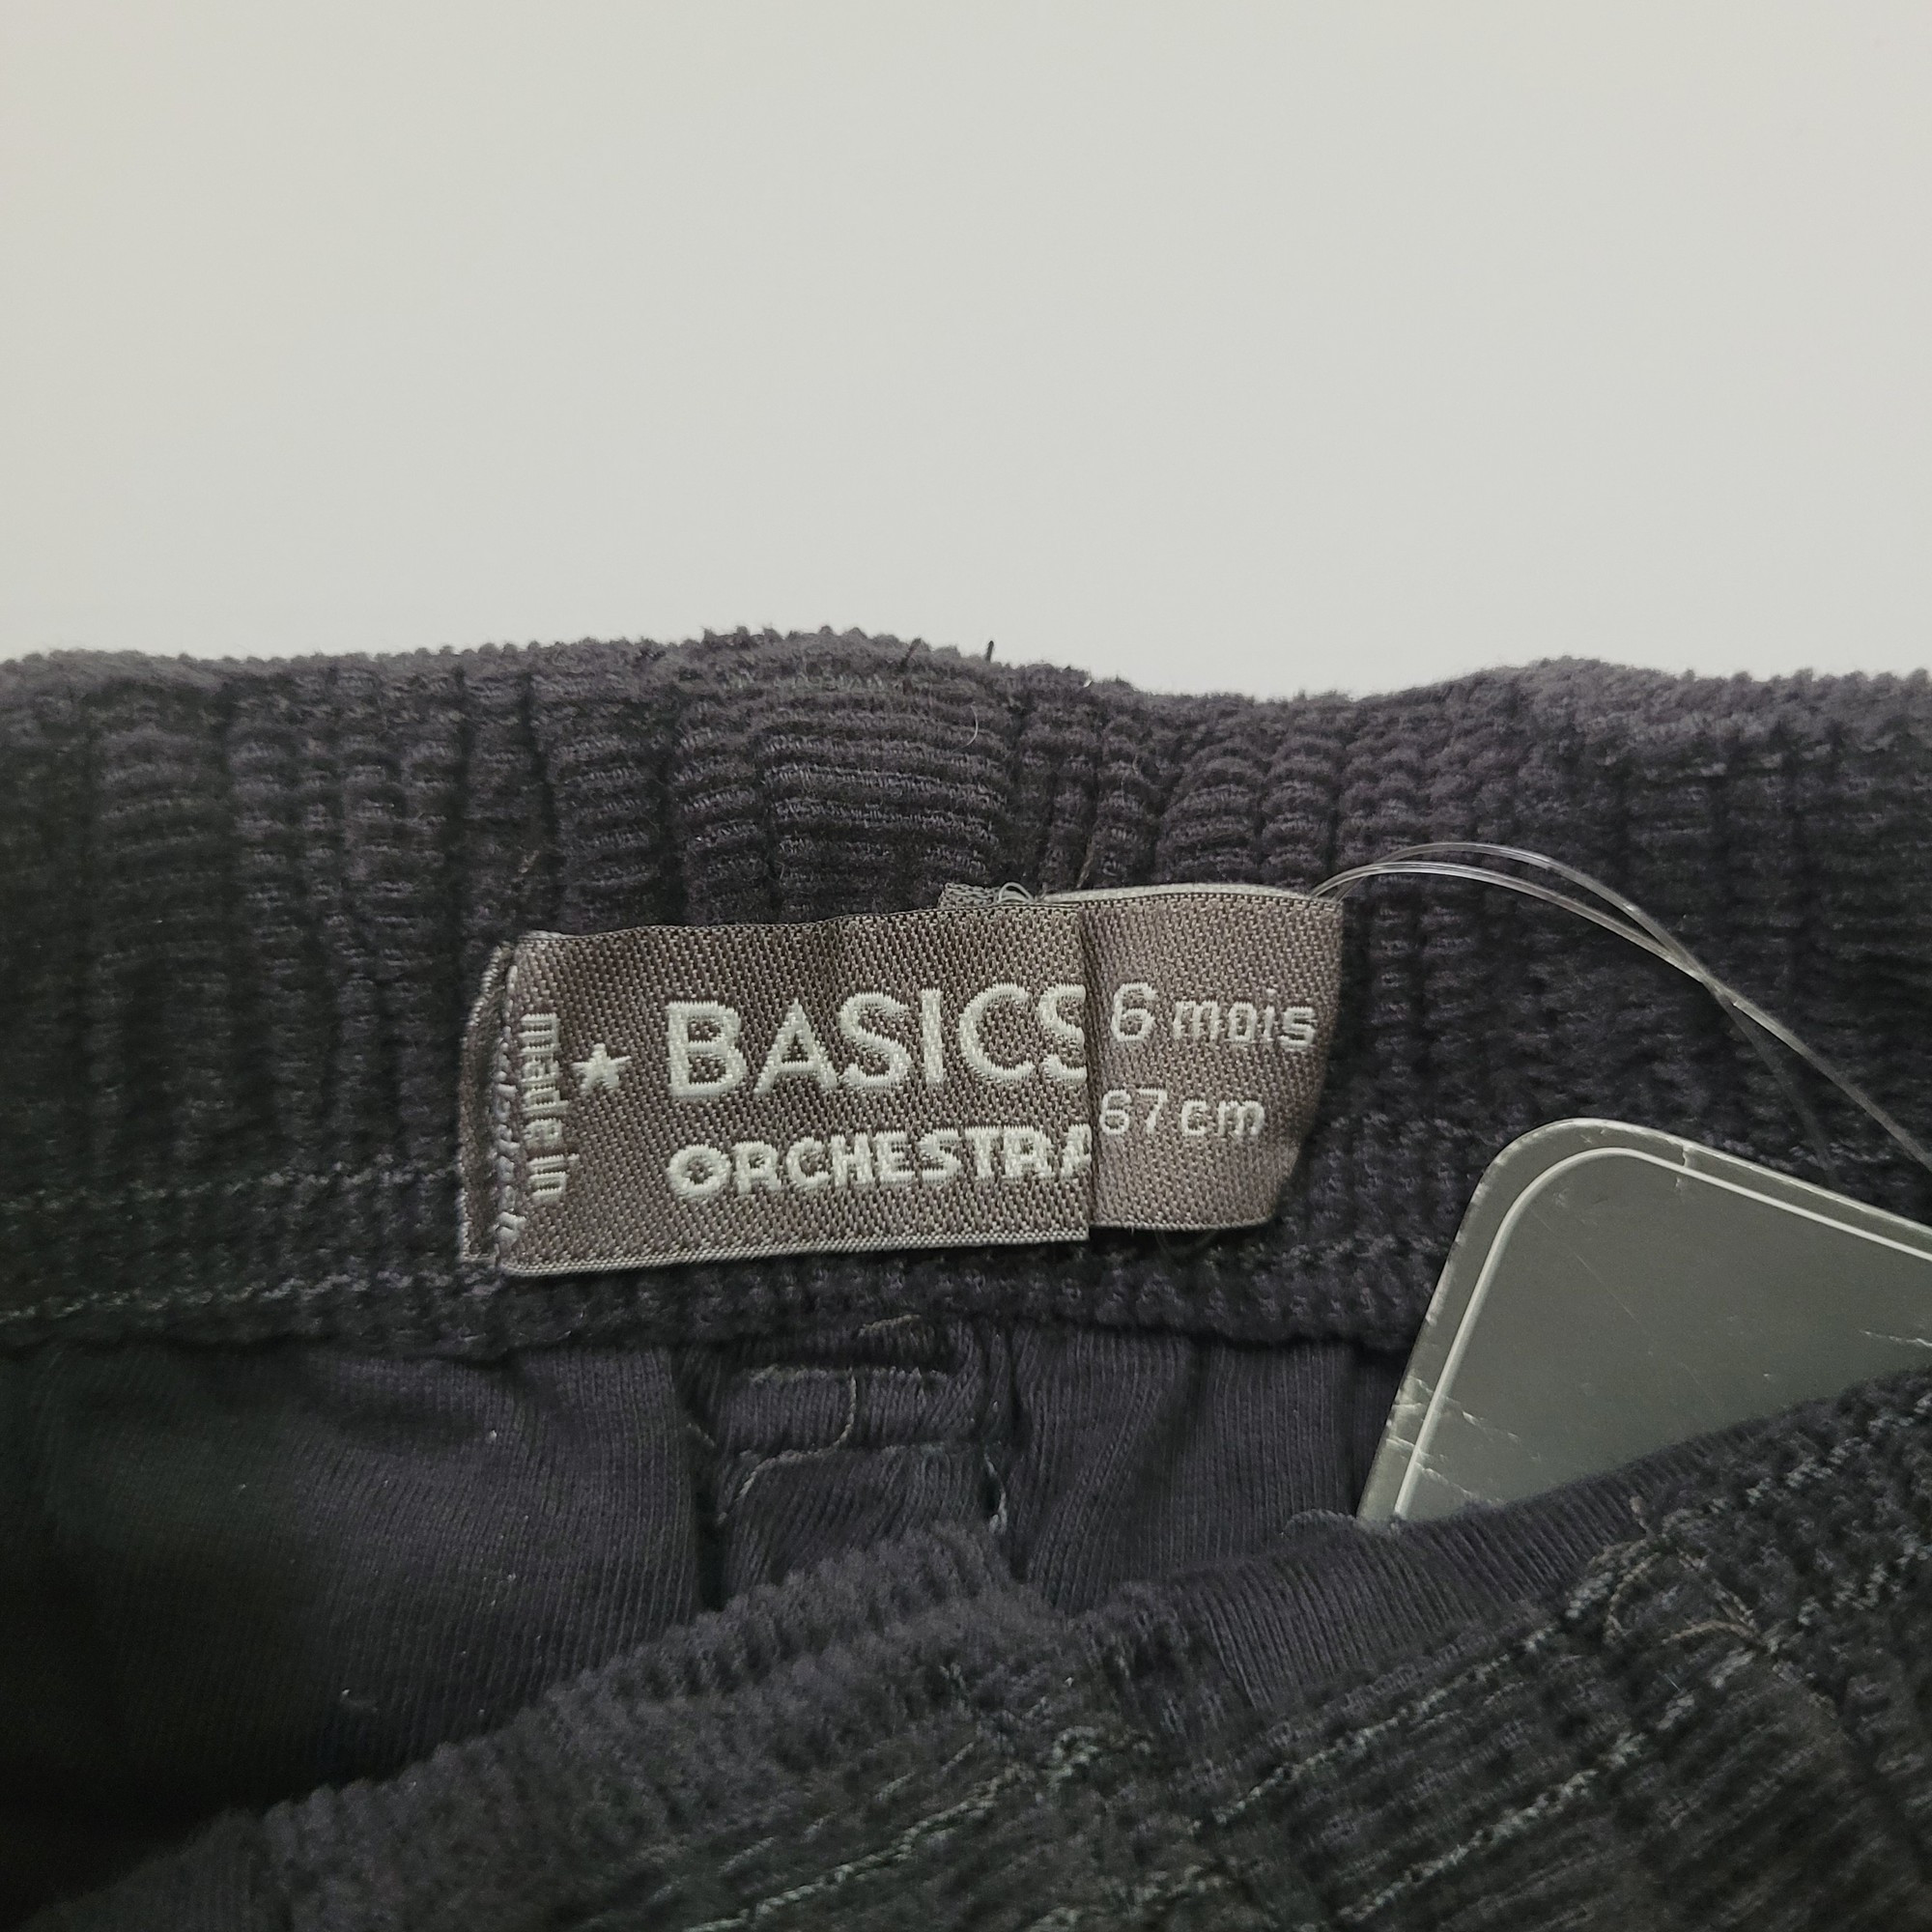 made in
★ BASICS
ORCHESTRA
6 mois
67 cm